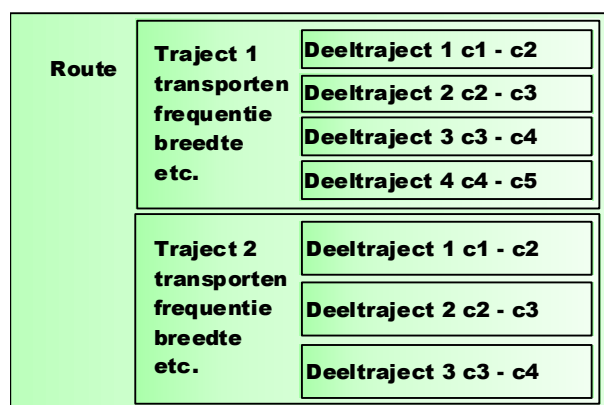 Route
Traject 1
transporten
frequentie
breedte
etc.
Deeltraject 1 c1 - c2
Deeltraject 2 c2 - c3
Deeltraject 3 c3 - c4
Deeltraject 4 c4 - c5
Traject 2
transporten
frequentie
breedte
etc.
Deeltraject 1 c1 - c2
Deeltraject 2 c2 - c3
Deeltraject 3 c3 - c4